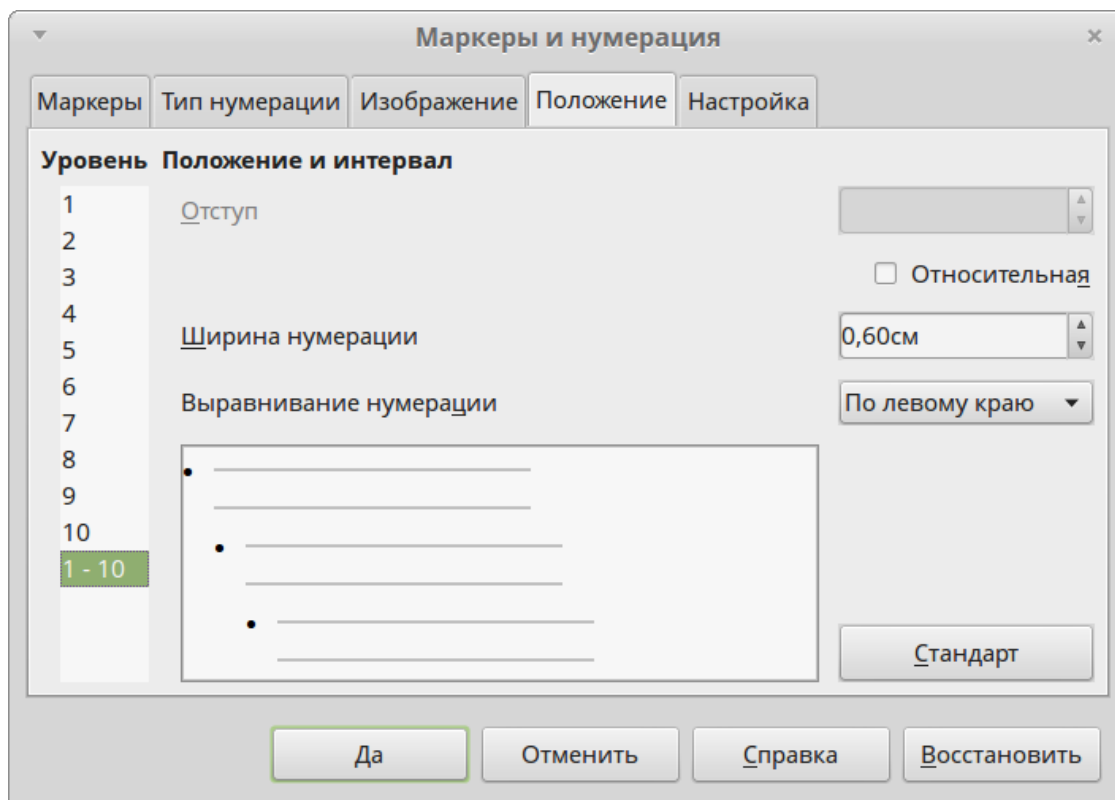 Маркеры и нумерация
Маркеры Тип нумерации Изображение Положение Настройка
Уровень Положение и интервал
1
Отступ
2
3
Относительная
4
Ширина нумерации 0,60см
5
6
Выравнивание нумерации По левому краю
7
8
9
10
1 - 10
Стандарт
Да Отменить Справка Восстановить